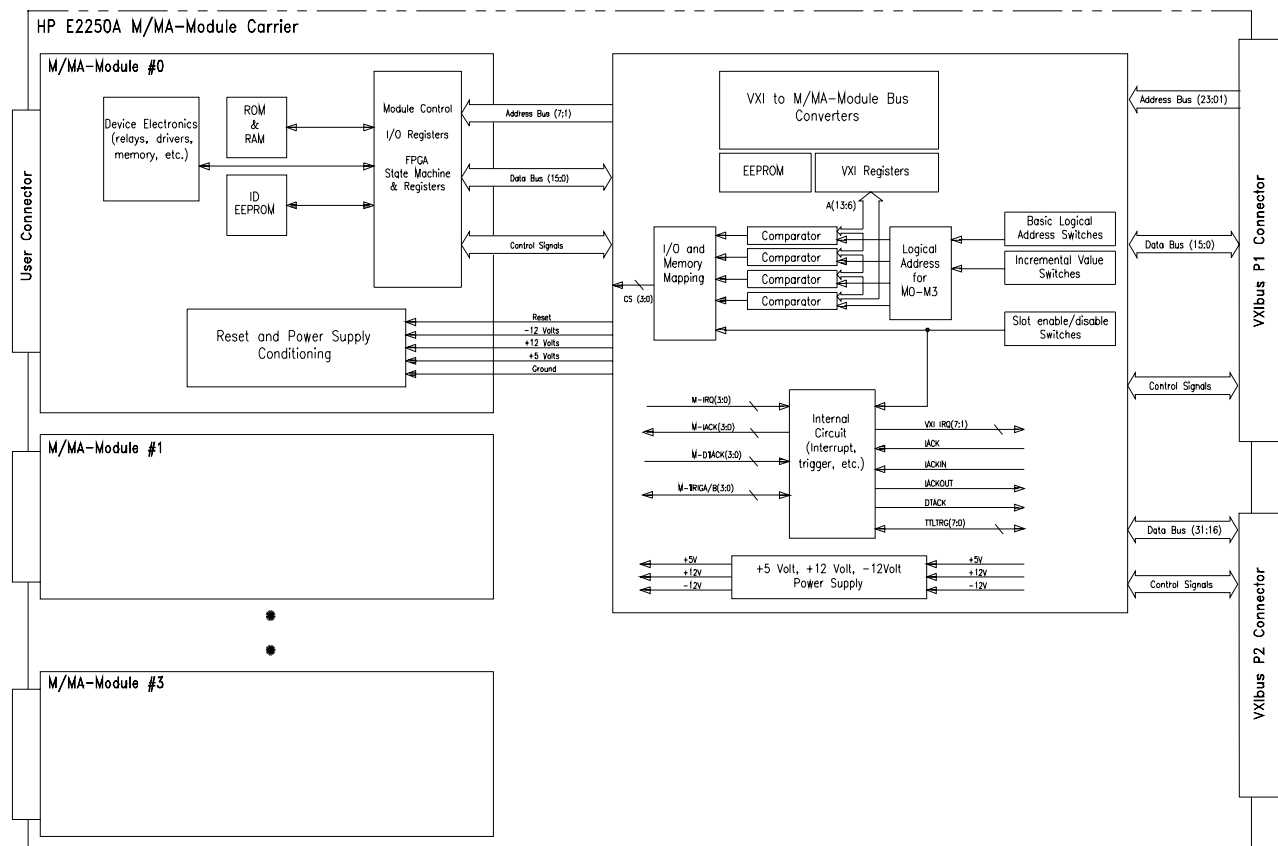 HP E2250A M/MA-Module Carrier
M/MA-Module #0
Device Electronics
(relays, drivers,
memory, etc.)
ROM
&
RAM
ID
EEPROM
Module Control
I/O Registers
FPGA
State Machine
& Registers
Reset and Power Supply
Conditioning
User Connector
Address Bus (7;1)
Data Bus (15;0)
Control Signals
CS (3;0)
Reset
-12 Volts
+12 Volts
+5 Volts
Ground
VXI to M/MA-Module Bus
Converters
EEPROM
VXI Registers
A(13;6)
I/O and
Memory
Mapping
Comparator
Comparator
Comparator
Comparator
Logical
Address
for
M0-M3
Basic Logical
Address Switches
Incremental Value
Switches
Slot enable/disable
Switches
M-IRQ(3;0)
M-IACK(3;0)
M-DTACK(3;0)
M-TRIGA/B(3;0)
Internal
Circuit
(Interrupt,
trigger, etc.)
VXI IRQ(7;1)
IACK
IACKIN
IACKOUT
DTACK
TTLTRG(7;0)
+5V
+12V
-12V
+5 Volt, +12 Volt, -12Volt
Power Supply
+5V
+12V
-12V
Address Bus (23;01)
Data Bus (15;0)
Control Signals
Data Bus (31;16)
Control Signals
VXIbus P1 Connector
VXIbus P2 Connector
M/MA-Module #1
M/MA-Module #3